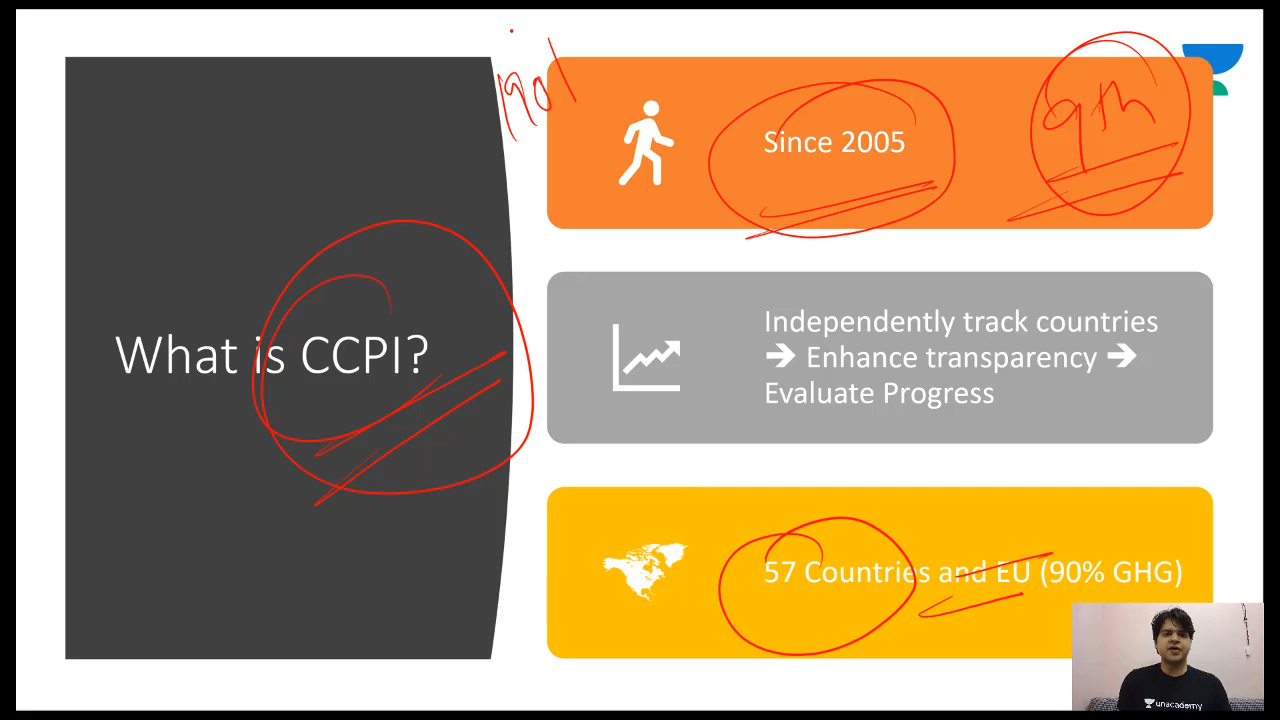 What is CCPI?
Since 2005
9th
Independently track countries
➔ Enhance transparency ➔
Evaluate Progress
57 Countries and EU (90% GHG)
unacademy